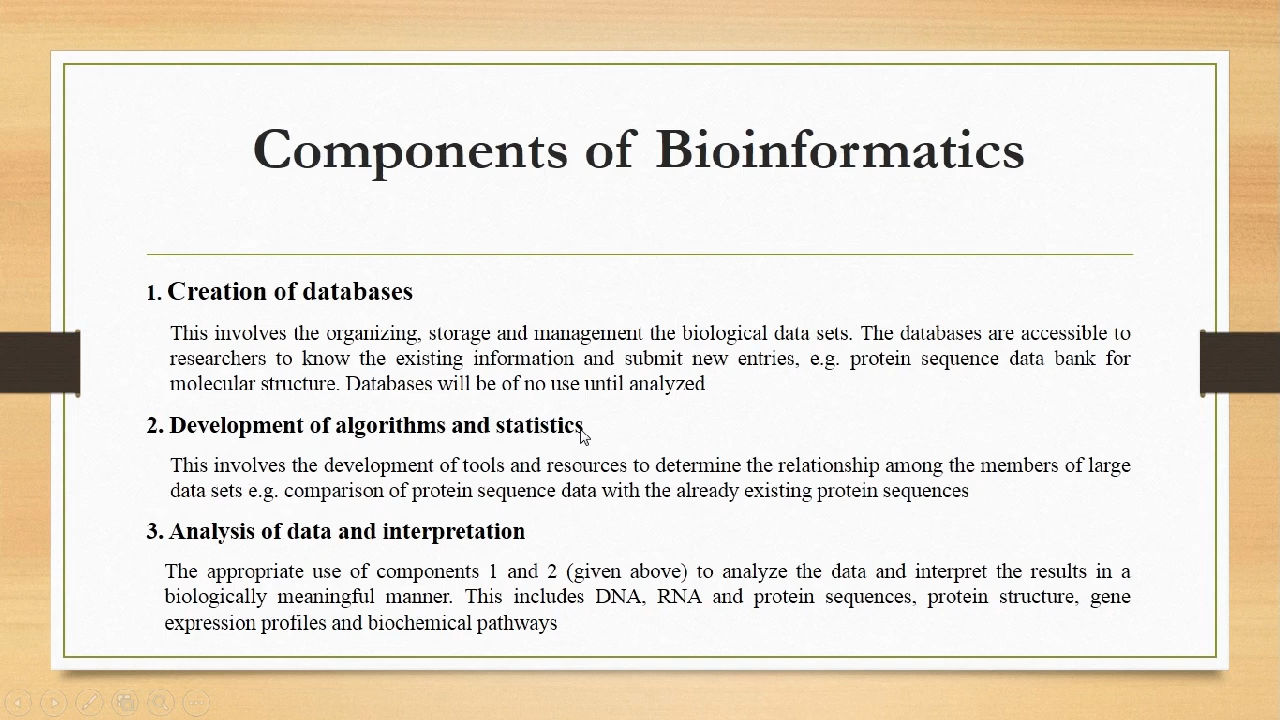 Components of Bioinformatics
1. Creation of databases
This involves the organizing, storage and management the biological data sets. The databases are accessible to
researchers to know the existing information and submit new entries, e.g. protein sequence data bank for
molecular structure. Databases will be of no use until analyzed
2. Development of algorithms and statistics
This involves the development of tools and resources to determine the relationship among the members of large
data sets e.g. comparison of protein sequence data with the already existing protein sequences
3. Analysis of data and interpretation
The appropriate use of components 1 and 2 (given above) to analyze the data and interpret the results in a
biologically meaningful manner. This includes DNA, RNA and protein sequences, protein structure, gene
expression profiles and biochemical pathways